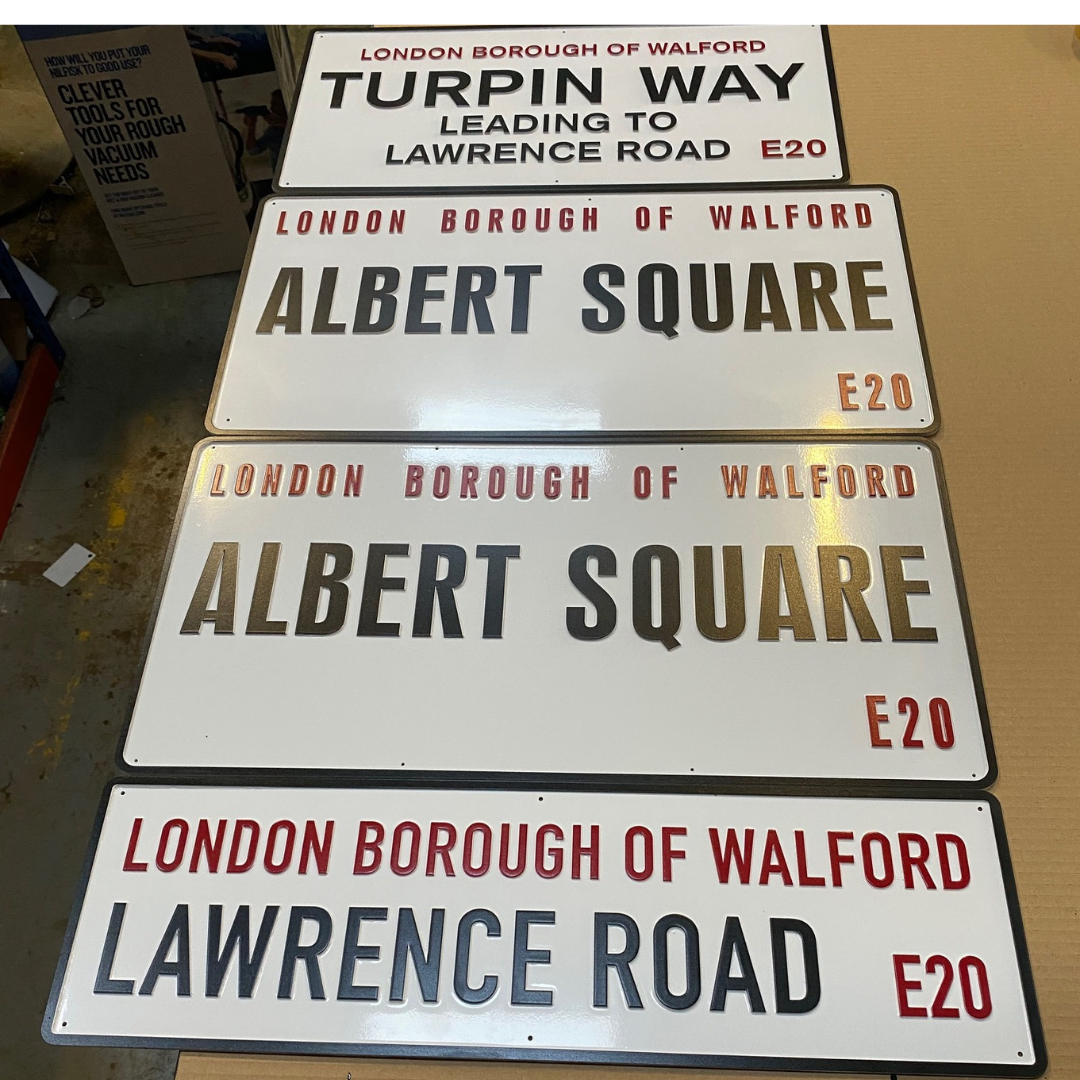 HOW WILL YOU PUT YOUR
NILFISK TO GOOD USE?
CLEVER
TOOLS FOR
YOUR ROUGH
VACUUM
NEEDS
LONDON BOROUGH OF WALFORD
TURPIN WAY
LEADING TO
LAWRENCE ROAD E20
LONDON BOROUGH OF WALFORD
ALBERT SQUARE
E20
LONDON BOROUGH OF WALFORD
ALBERT SQUARE
E20
LONDON BOROUGH OF WALFORD
LAWRENCE ROAD E20